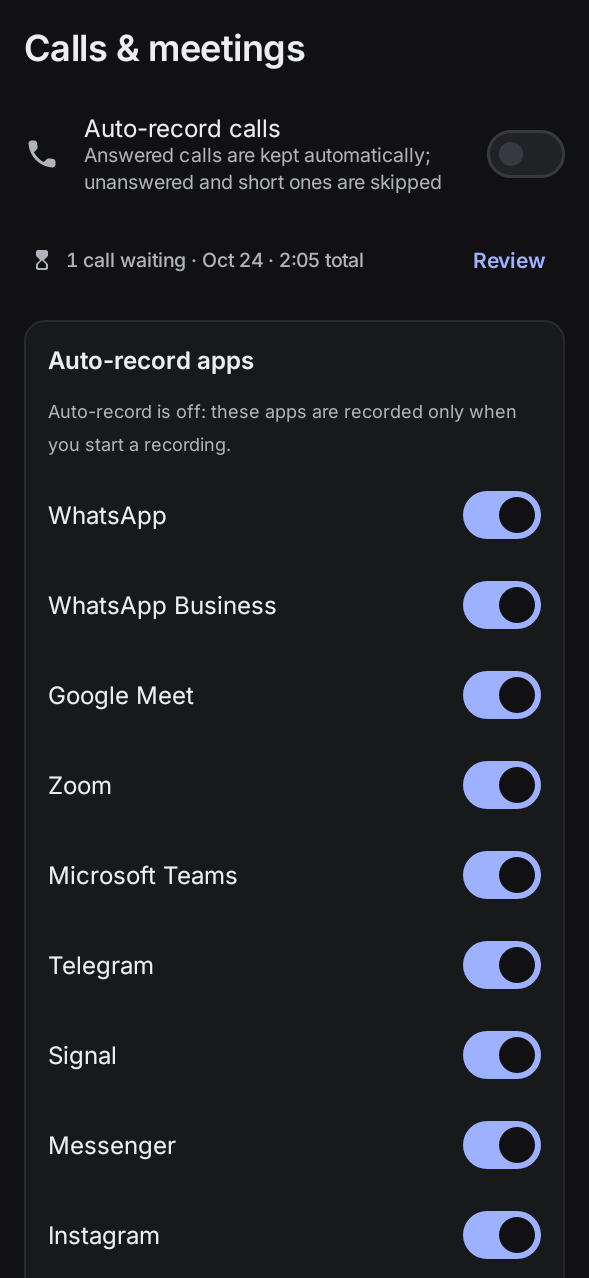 Calls & meetings
Auto-record calls
Answered calls are kept automatically;
unanswered and short ones are skipped
1 call waiting · Oct 24 · 2:05 total
Review
Auto-record apps
Auto-record is off: these apps are recorded only when
you start a recording.
WhatsApp
WhatsApp Business
Google Meet
Zoom
Microsoft Teams
Telegram
Signal
Messenger
Instagram